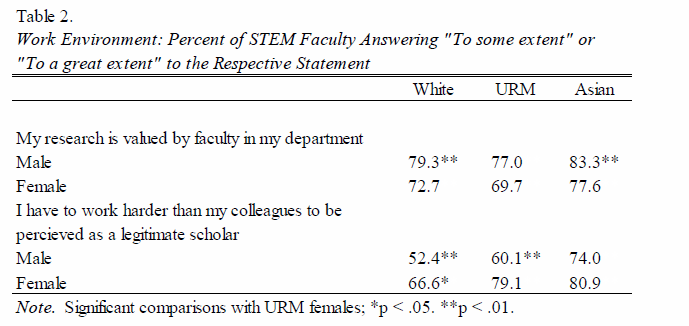 Table 2.
Work Environment: Percent of STEM Faculty Answering "To some extent" or
"To a great extent" to the Respective Statement
White URM Asian
My research is valued by faculty in my department
Male 79.3** 77.0 83.3**
Female 72.7 69.7 77.6
I have to work harder than my colleagues to be
percieved as a legitimate scholar
Male 52.4** 60.1** 74.0
Female 66.6* 79.1 80.9
Note. Significant comparisons with URM females; *p < .05. **p < .01.